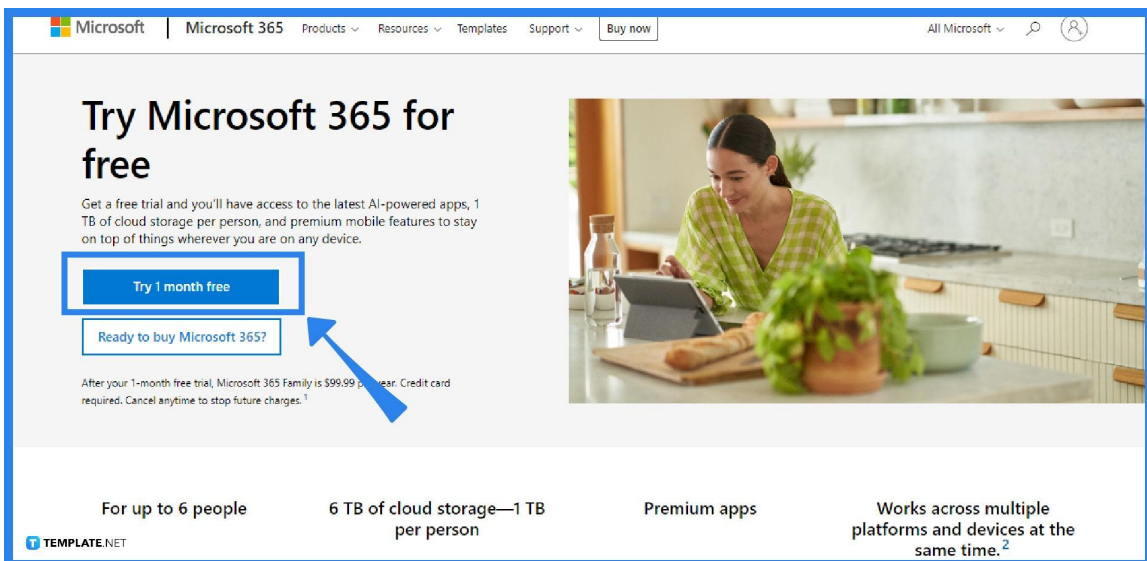 Microsoft
Microsoft 365
Products
Resources
Templates
Support
Buy now
All Microsoft
Try Microsoft 365 for
free
Get a free trial and you'll have access to the latest AI-powered apps, 1
TB of cloud storage per person, and premium mobile features to stay
on top of things wherever you are on any device.
Try 1 month free
Ready to buy Microsoft 365?
After your 1-month free trial, Microsoft 365 Family is $99.99 year. Credit card
required. Cancel anytime to stop future charges. 1
For up to 6 people
6 TB of cloud storage—1 TB
per person
Premium apps
Works across multiple
platforms and devices at the
same time. 2
T TEMPLATE.NET